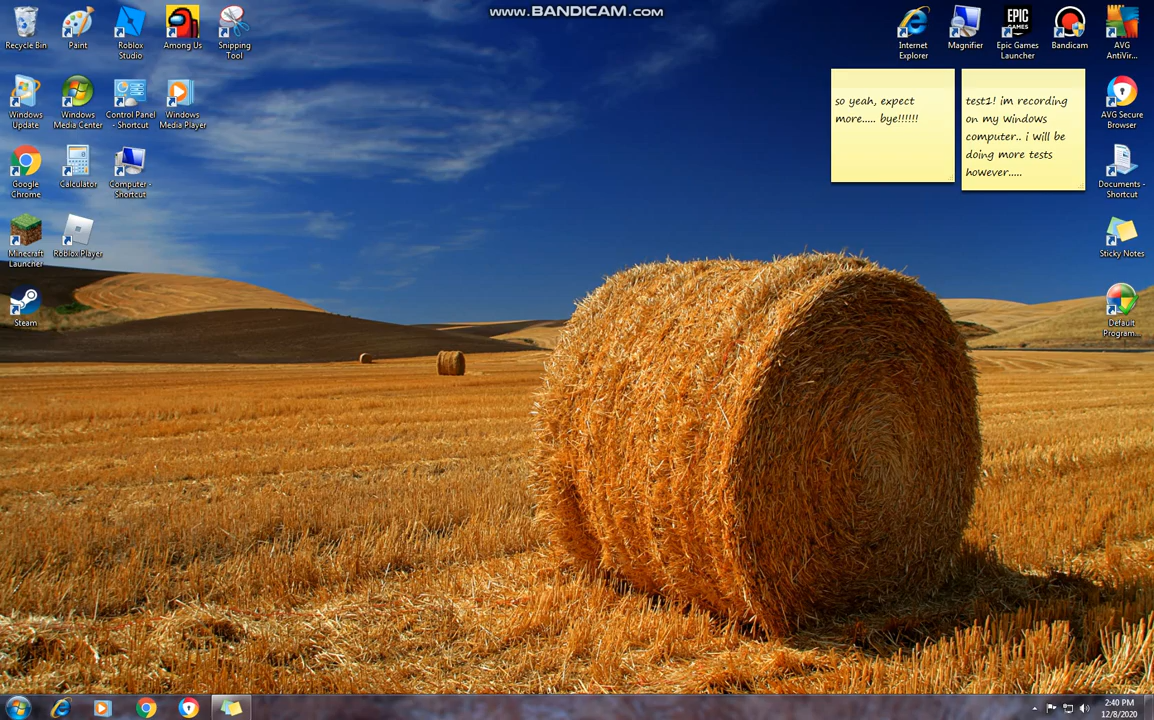 www.BANDICAM.com
Recycle Bin
Paint
Roblox
Studio
Among Us
Snipping
Tool
Internet
Explorer
Magnifier
Epic Games
Launcher
EPIC
GAMES
Bandicam
AVG
AntiVir...
Windows
Update
Windows
Media Center
Control Panel
- Shortcut
Windows
Media Player
so yeah, expect
more..... bye!!!!!!
test1! im recording
on my windows
computer.. i will be
doing more tests
however.....
AVG Secure
Browser
Google
Chrome
Calculator
Computer -
Shortcut
Documents -
Shortcut
Minecraft
Launcher
Roblox Player
Sticky Notes
Steam
Default
Program...
2:40 PM
12/8/2020